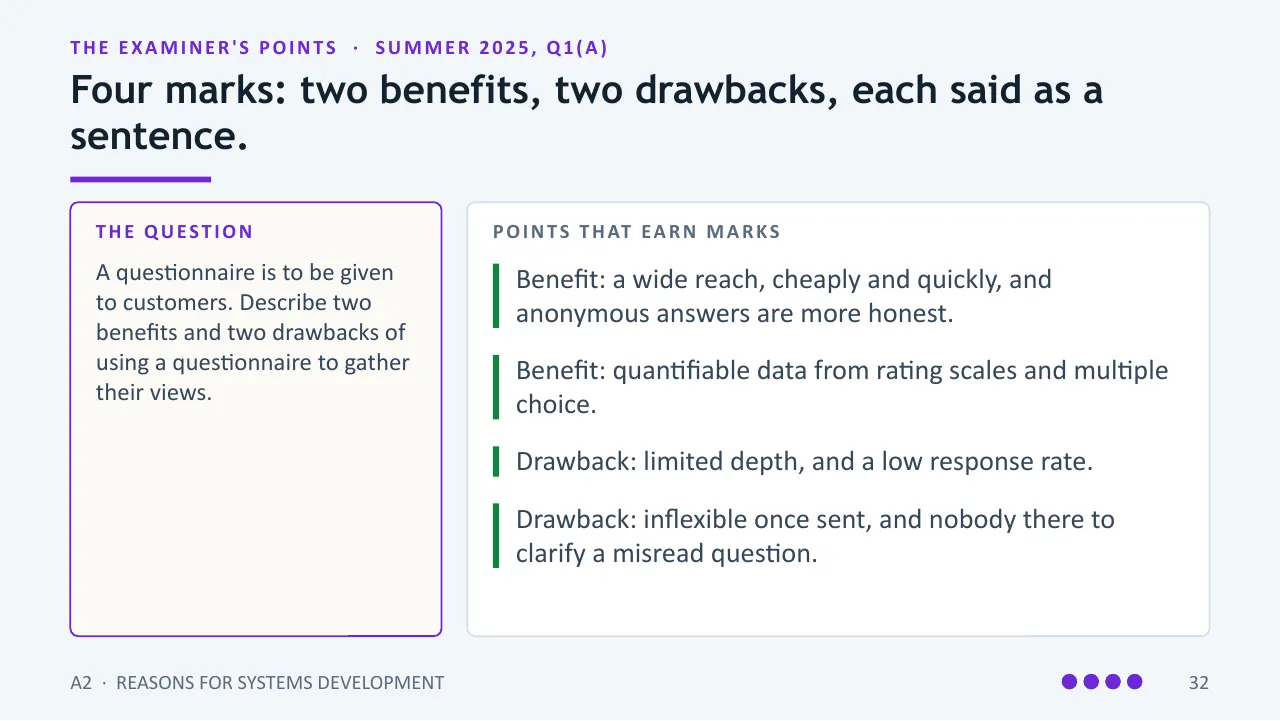 THE EXAMINER'S POINTS · SUMMER 2025, Q1(A)
Four marks: two benefits, two drawbacks, each said as a
sentence.
THE QUESTION
A questionnaire is to be given
to customers. Describe two
benefits and two drawbacks of
using a questionnaire to gather
their views.
POINTS THAT EARN MARKS
Benefit: a wide reach, cheaply and quickly, and
anonymous answers are more honest.
Benefit: quantifiable data from rating scales and multiple
choice.
Drawback: limited depth, and a low response rate.
Drawback: inflexible once sent, and nobody there to
clarify a misread question.
A2 · REASONS FOR SYSTEMS DEVELOPMENT
32